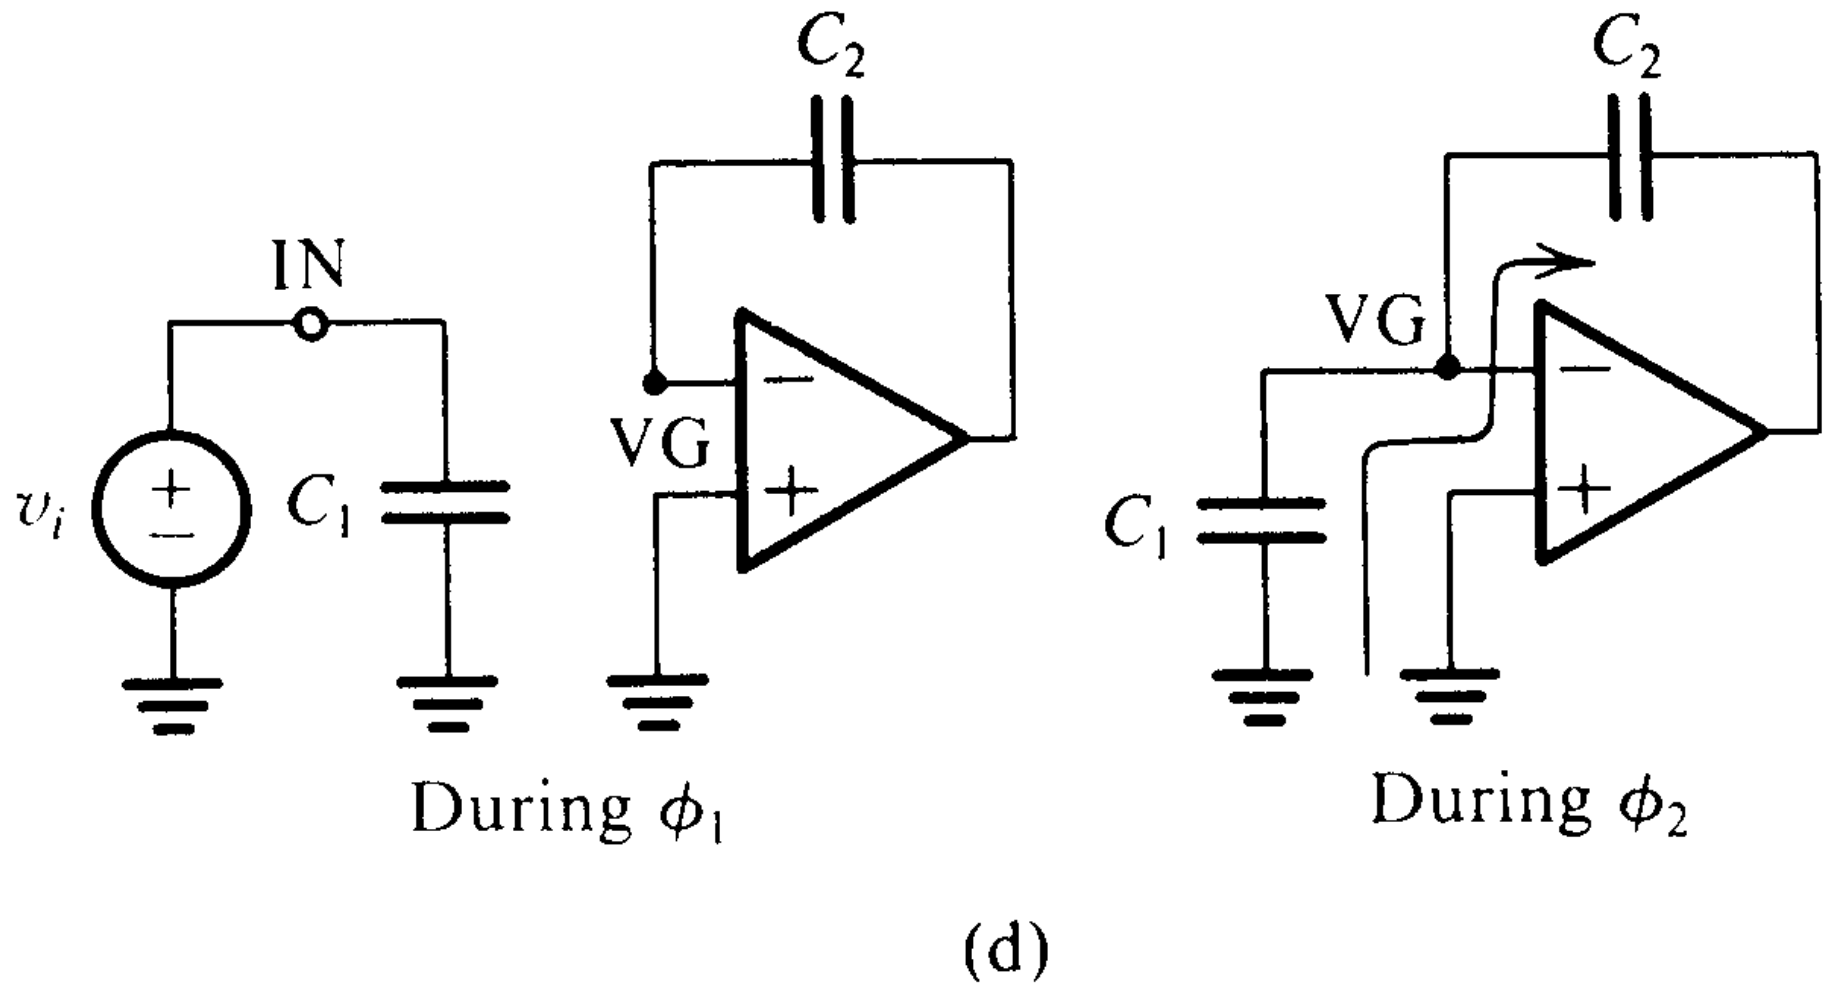 C₂
IN
VG
−
+
vᵢ
+
−
C₁
During ϕ₁
C₂
VG
−
+
C₁
During ϕ₂
(d)